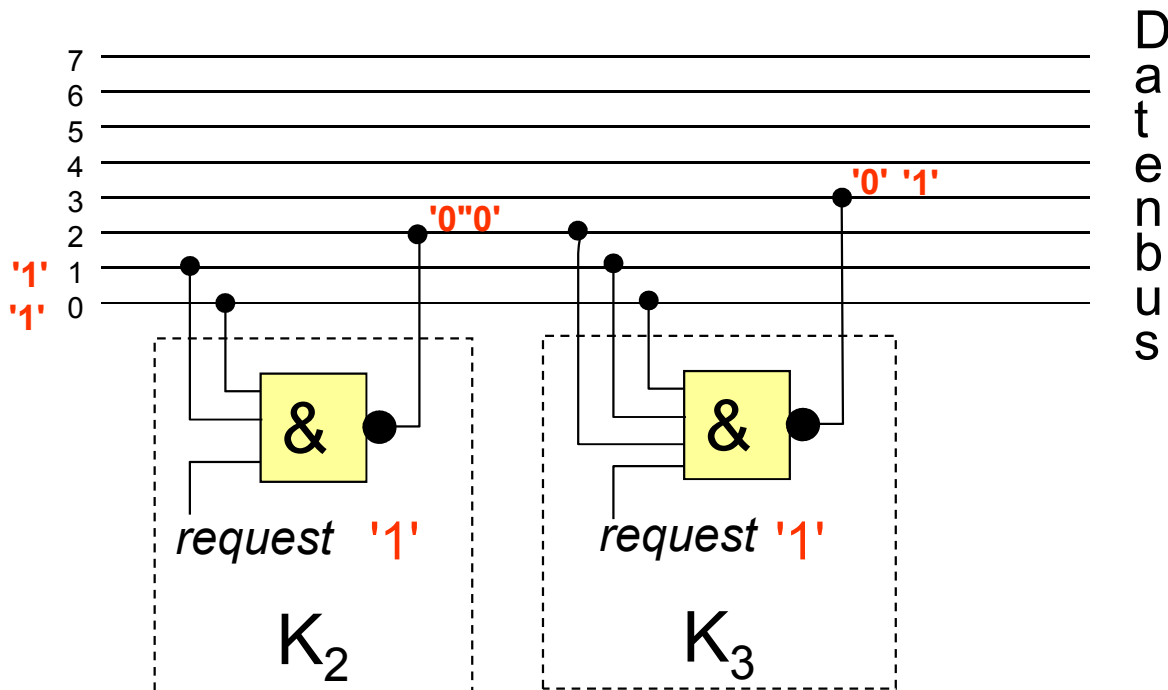 7
6
5
4
3 '0' '1'
2 '0''0'
'1' 1
'1' 0
Datenbus
& &
request '1' request '1'
K₂ K₃